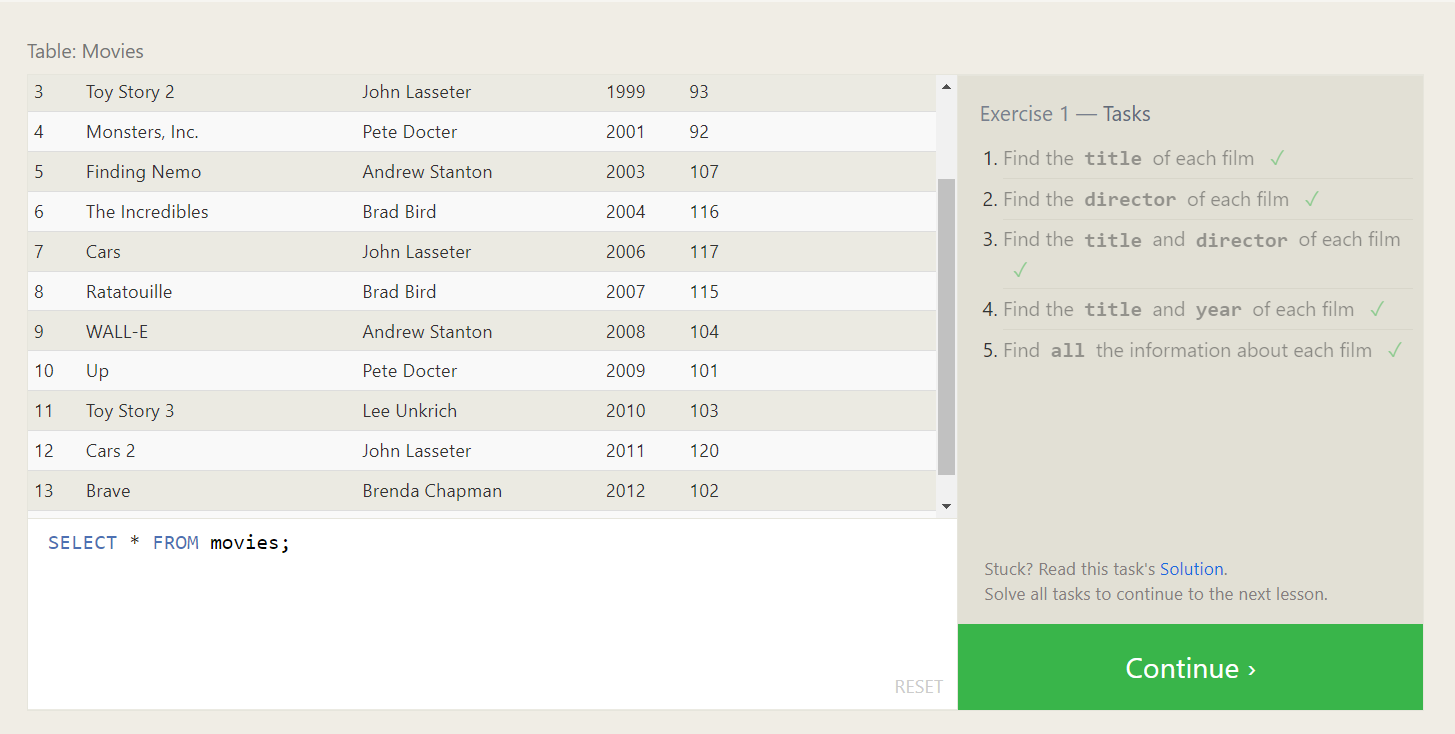 Table: Movies
3 Toy Story 2 John Lasseter 1999 93
4 Monsters, Inc. Pete Docter 2001 92
5 Finding Nemo Andrew Stanton 2003 107
6 The Incredibles Brad Bird 2004 116
7 Cars John Lasseter 2006 117
8 Ratatouille Brad Bird 2007 115
9 WALL-E Andrew Stanton 2008 104
10 Up Pete Docter 2009 101
11 Toy Story 3 Lee Unkrich 2010 103
12 Cars 2 John Lasseter 2011 120
13 Brave Brenda Chapman 2012 102
SELECT * FROM movies;
RESET
Exercise 1 — Tasks
1. Find the title of each film ✓
2. Find the director of each film ✓
3. Find the title and director of each film
✓
4. Find the title and year of each film ✓
5. Find all the information about each film ✓
Stuck? Read this task's Solution.
Solve all tasks to continue to the next lesson.
Continue ›